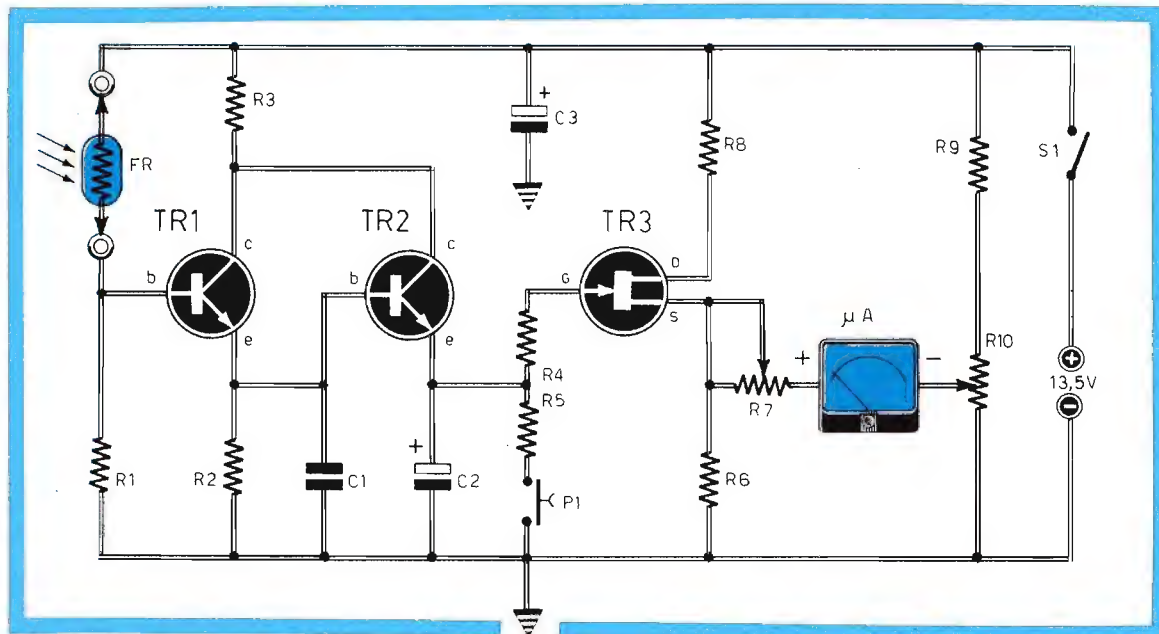 R3
+
C3
R8
R9
S1
FR
TR1
TR2
TR3
c
c
b
b
G
D
S
e
e
µA
+
-
R10
+
13,5V
-
R4
R5
R7
R1
R2
C1
+
C2
P1
R6